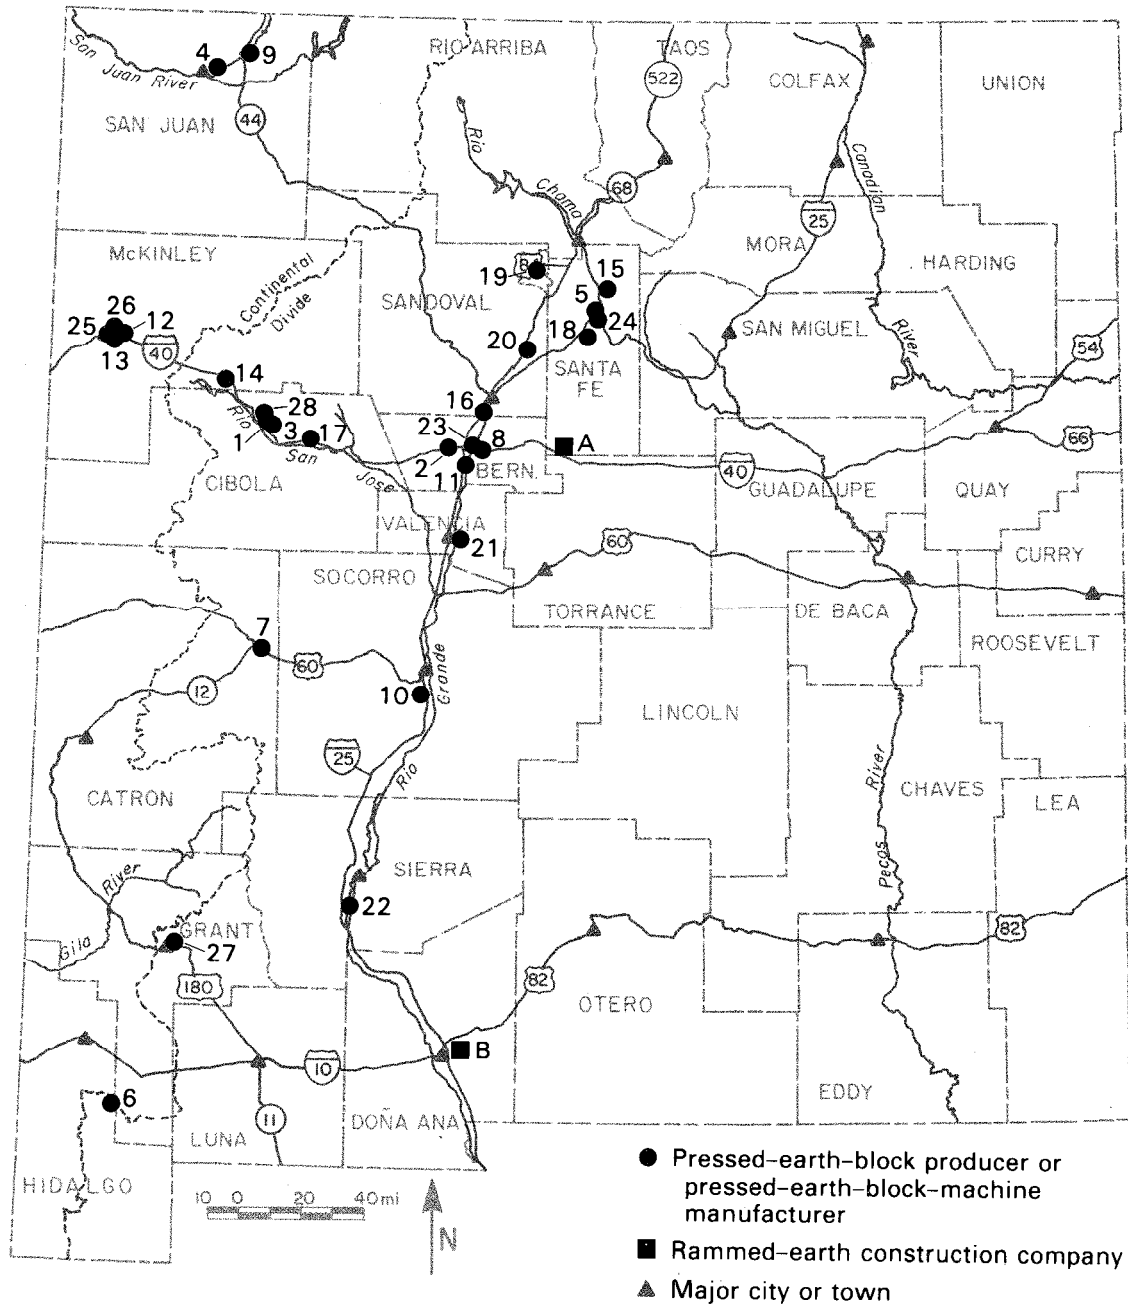 RIO ARRIBA
TAOS
4
9
San Juan River
522
COLFAX
UNION
SAN JUAN
44
Rio Chama
68
Canadian River
25
McKINLEY
MORA
HARDING
Continental Divide
19
15
SANDOVAL
26
25
12
13
40
5
24
18
20
SAN MIGUEL
54
SANTA FE
14
16
28
1
3
17
23
8
A
66
Rio San Jose
2
BERN.
11
40
CIBOLA
GUADALUPE
QUAY
VALENCIA
21
60
CURRY
SOCORRO
TORRANCE
DE BACA
7
60
ROOSEVELT
12
10
Rio Grande
LINCOLN
25
CATRON
CHAVES
LEA
Pecos River
SIERRA
Gila River
22
GRANT
27
82
180
82
OTERO
B
10
6
EDDY
11
LUNA
DOÑA ANA
HIDALGO
10 0 20 40mi
N
Pressed-earth-block producer or
pressed-earth-block-machine
manufacturer
Rammed-earth construction company
Major city or town